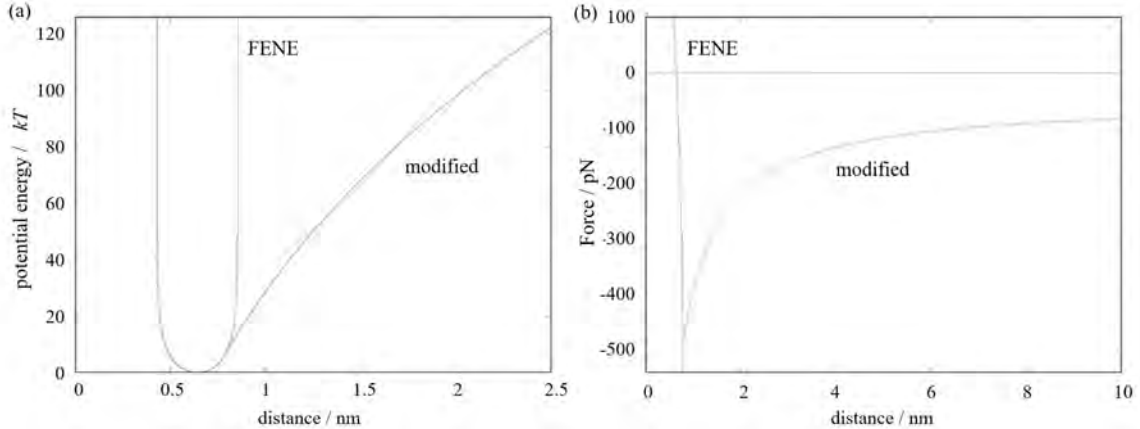 (a)
120
100
80
60
40
20
0
potential energy / kT
FENE
modified
0
0.5
1
1.5
2
2.5
distance / nm
(b)
100
0
-100
-200
-300
-400
-500
Force / pN
FENE
modified
0
2
4
6
8
10
distance / nm